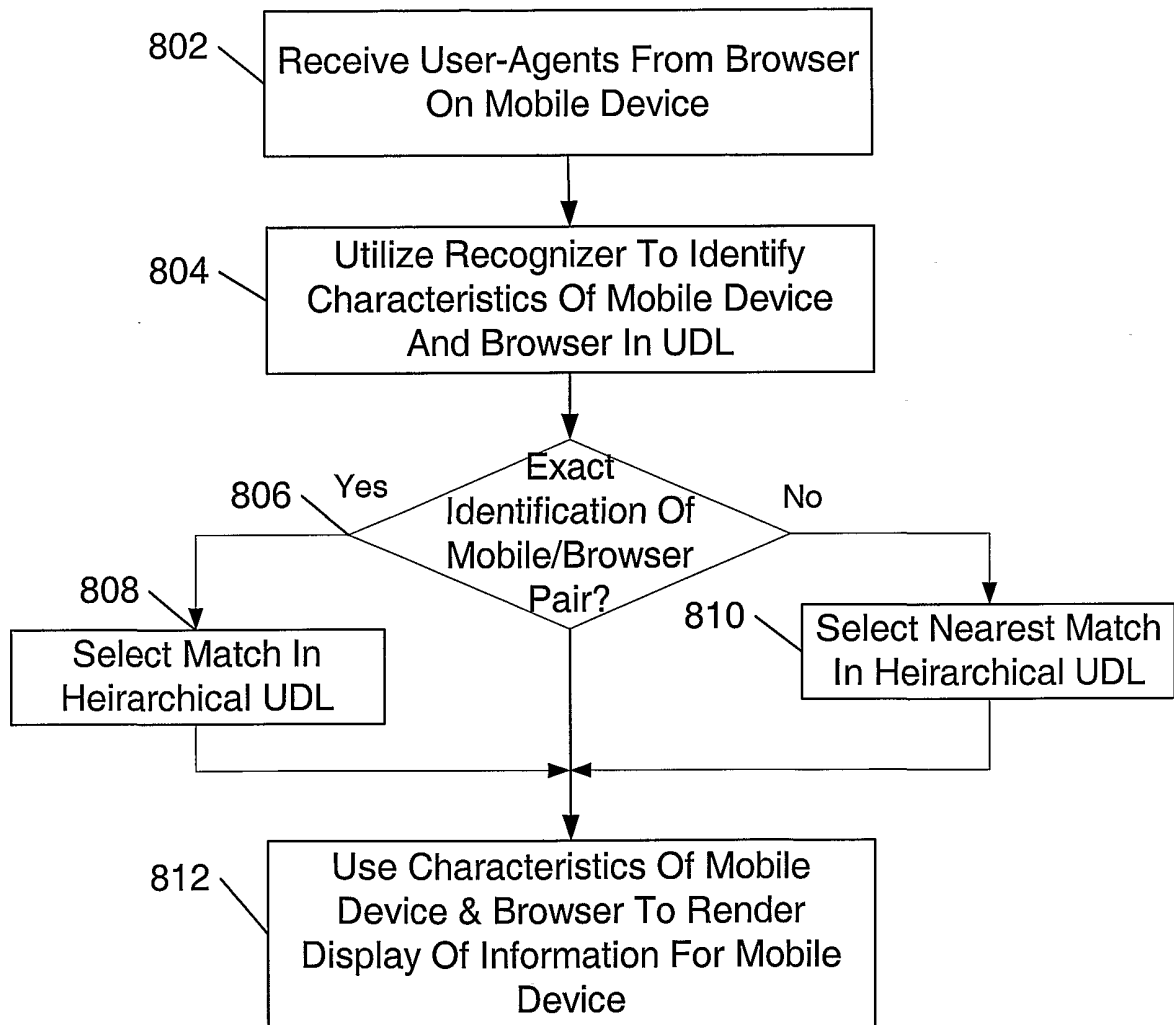 802
Receive User-Agents From Browser
On Mobile Device
804
Utilize Recognizer To Identify
Characteristics Of Mobile Device
And Browser In UDL
806
Yes
Exact
Identification Of
Mobile/Browser
Pair?
No
808
Select Match In
Heirarchical UDL
810
Select Nearest Match
In Heirarchical UDL
812
Use Characteristics Of Mobile
Device & Browser To Render
Display Of Information For Mobile
Device